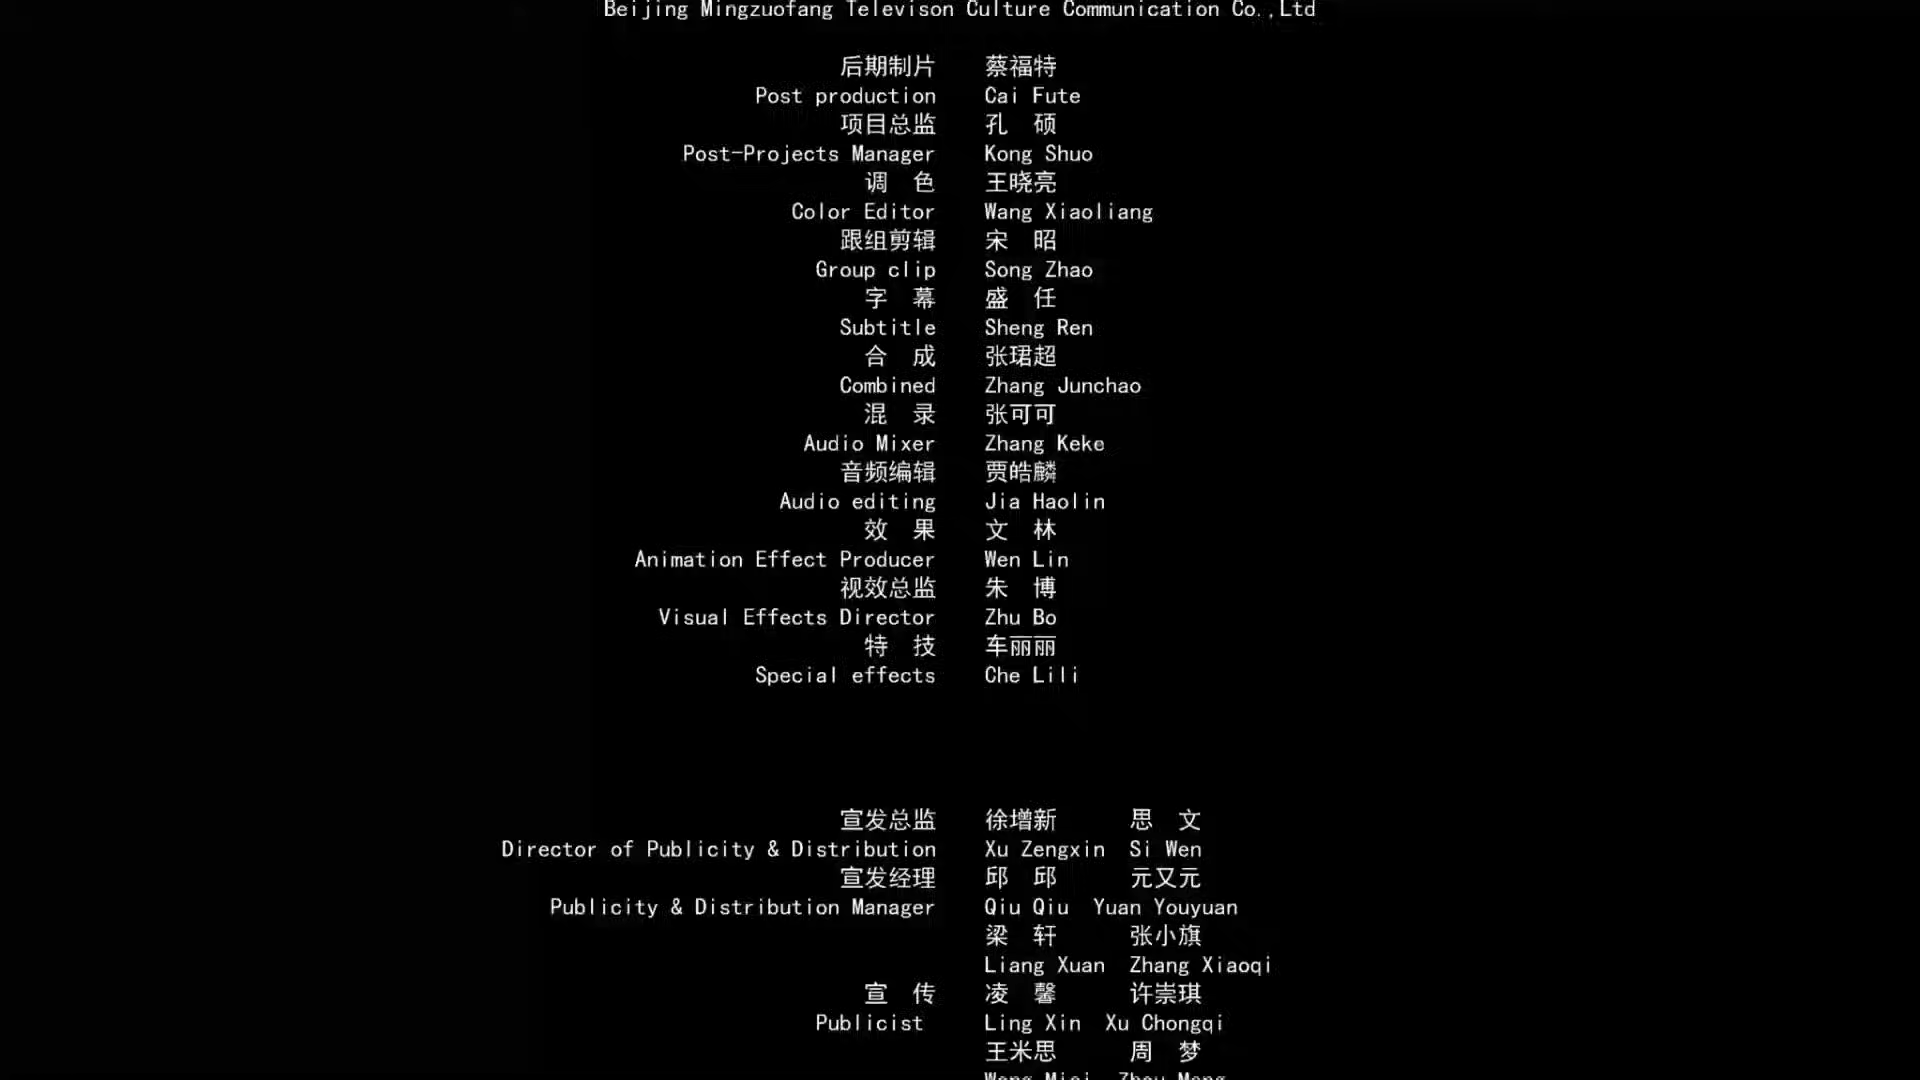 Beijing Mingzuofang Televison Culture Communication Co.,Ltd
后期制片 蔡福特
Post production Cai Fute
项目总监 孔 硕
Post-Projects Manager Kong Shuo
调 色 王晓亮
Color Editor Wang Xiaoliang
跟组剪辑 宋 昭
Group clip Song Zhao
字 幕 盛 任
Subtitle Sheng Ren
合 成 张珺超
Combined Zhang Junchao
混 录 张可可
Audio Mixer Zhang Keke
音频编辑 贾皓麟
Audio editing Jia Haolin
效 果 文 林
Animation Effect Producer Wen Lin
视效总监 朱 博
Visual Effects Director Zhu Bo
特 技 车丽丽
Special effects Che Lili
宣发总监 徐增新 思 文
Director of Publicity & Distribution Xu Zengxin Si Wen
宣发经理 邱 邱 元又元
Publicity & Distribution Manager Qiu Qiu Yuan Youyuan
梁 轩 张小旗
Liang Xuan Zhang Xiaoqi
宣 传 凌 馨 许崇琪
Publicist Ling Xin Xu Chongqi
王米思 周 梦
Wang Misi Zhou Meng